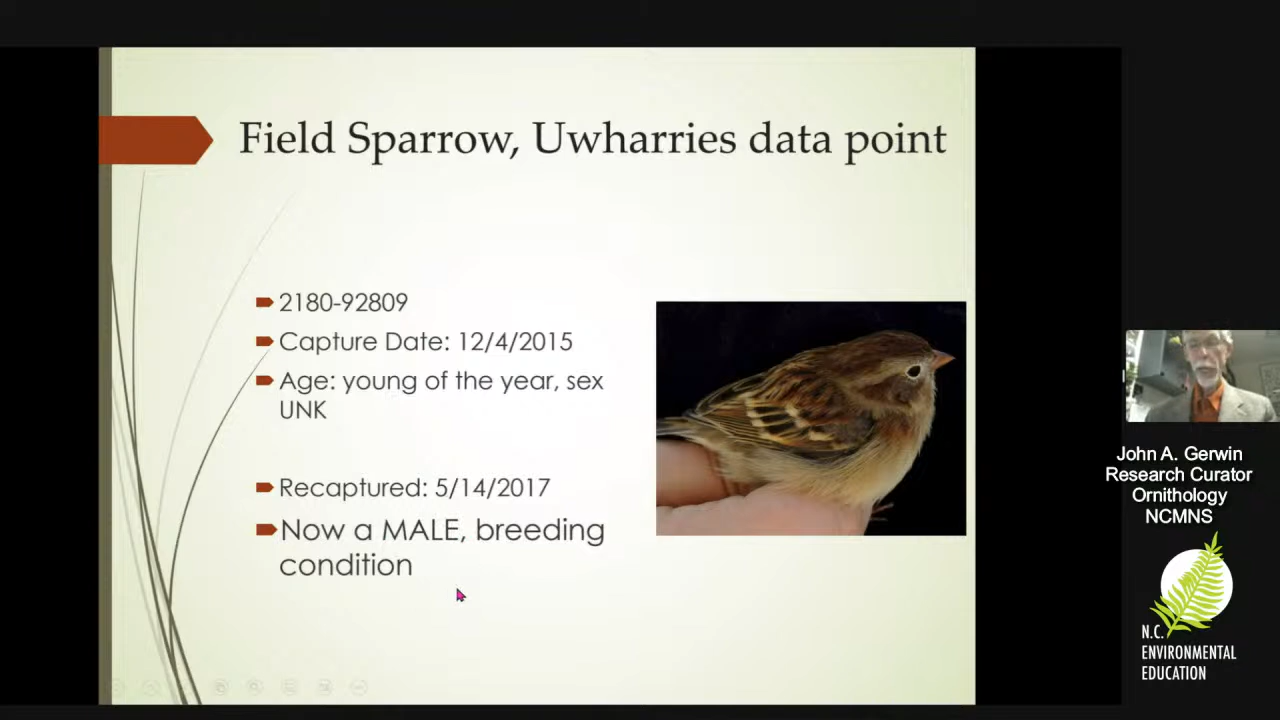 Field Sparrow, Uwharries data point
2180-92809
Capture Date: 12/4/2015
Age: young of the year, sex
UNK
Recaptured: 5/14/2017
Now a MALE, breeding
condition
John A. Gerwin
Research Curator
Ornithology
NCMNS
N.C.
ENVIRONMENTAL
EDUCATION